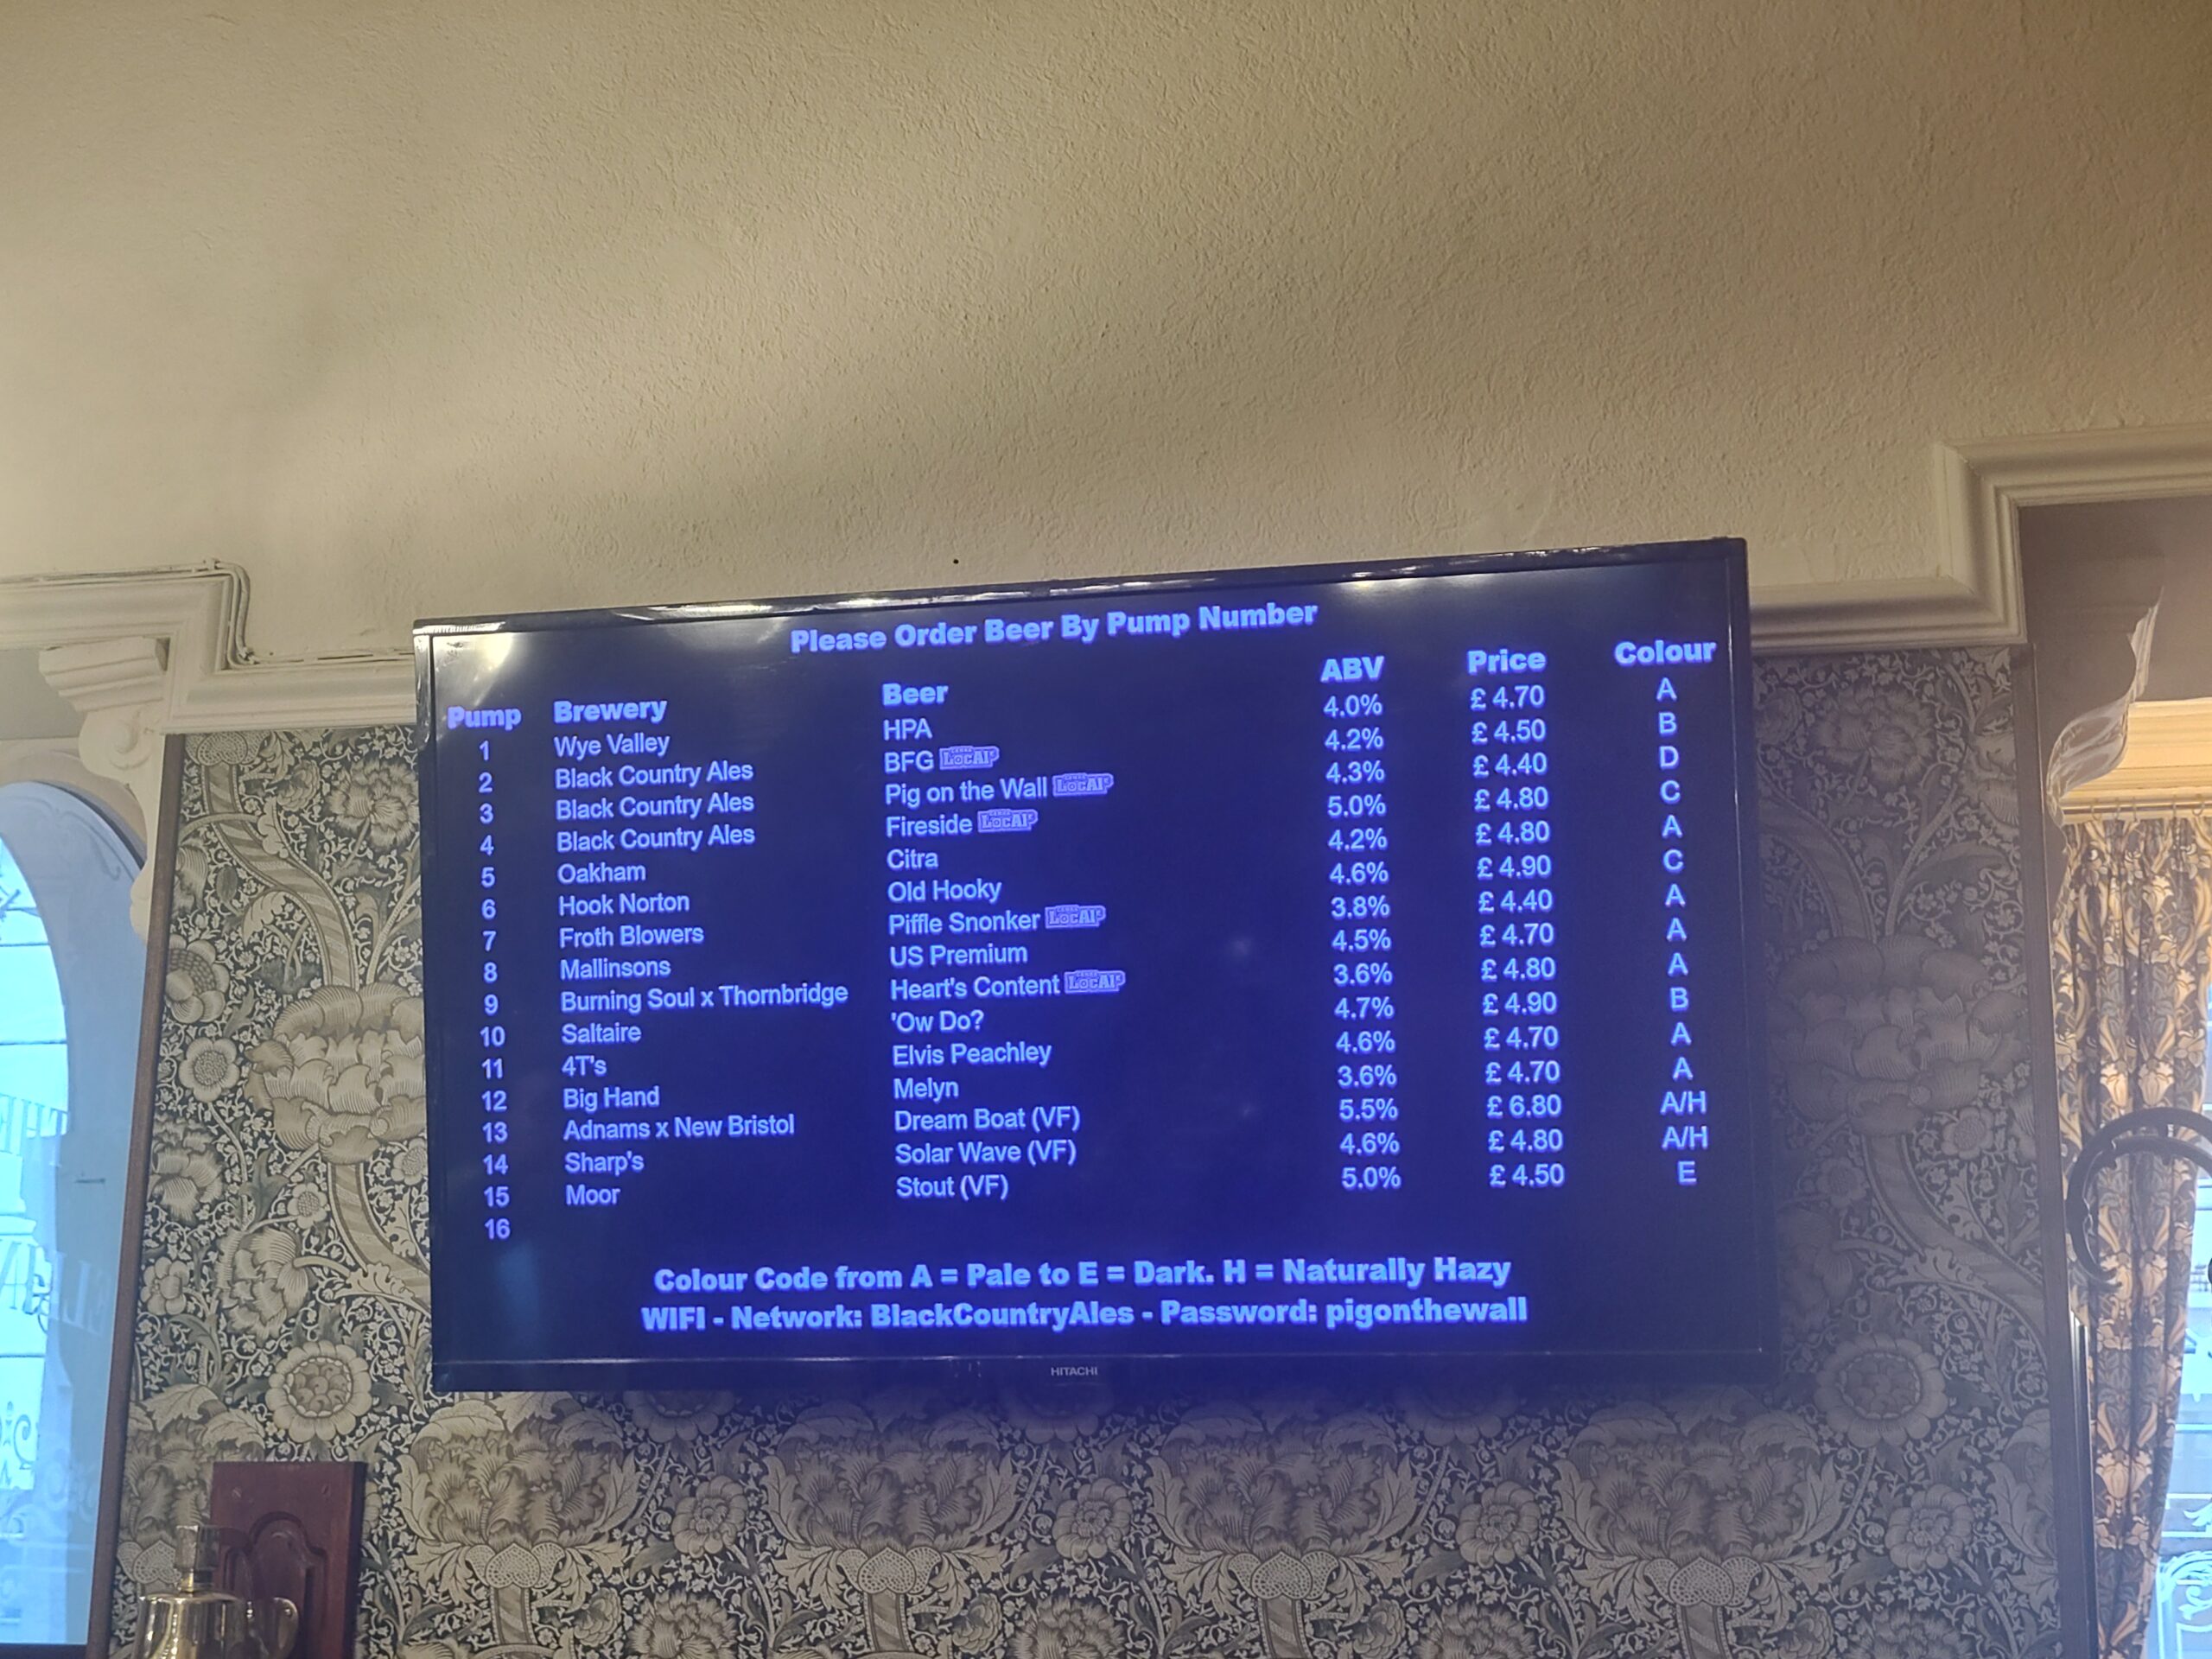 Please Order Beer By Pump Number
Pump Brewery Beer ABV Price Colour
1 Wye Valley HPA 4.0% £ 4.70 A
2 Black Country Ales BFG LocAle 4.2% £ 4.50 B
3 Black Country Ales Pig on the Wall LocAle 4.3% £ 4.40 D
4 Black Country Ales Fireside LocAle 5.0% £ 4.80 C
5 Oakham Citra 4.2% £ 4.80 A
6 Hook Norton Old Hooky 4.6% £ 4.90 C
7 Froth Blowers Piffle Snonker LocAle 3.8% £ 4.40 A
8 Mallinsons US Premium 4.5% £ 4.70 A
9 Burning Soul x Thornbridge Heart's Content LocAle 3.6% £ 4.80 A
10 Saltaire 'Ow Do? 4.7% £ 4.90 B
11 4T's Elvis Peachley 4.6% £ 4.70 A
12 Big Hand Melyn 3.6% £ 4.70 A
13 Adnams x New Bristol Dream Boat (VF) 5.5% £ 6.80 A/H
14 Sharp's Solar Wave (VF) 4.6% £ 4.80 A/H
15 Moor Stout (VF) 5.0% £ 4.50 E
16
Colour Code from A = Pale to E = Dark. H = Naturally Hazy
WIFI - Network: BlackCountryAles - Password: pigonthewall
HITACHI